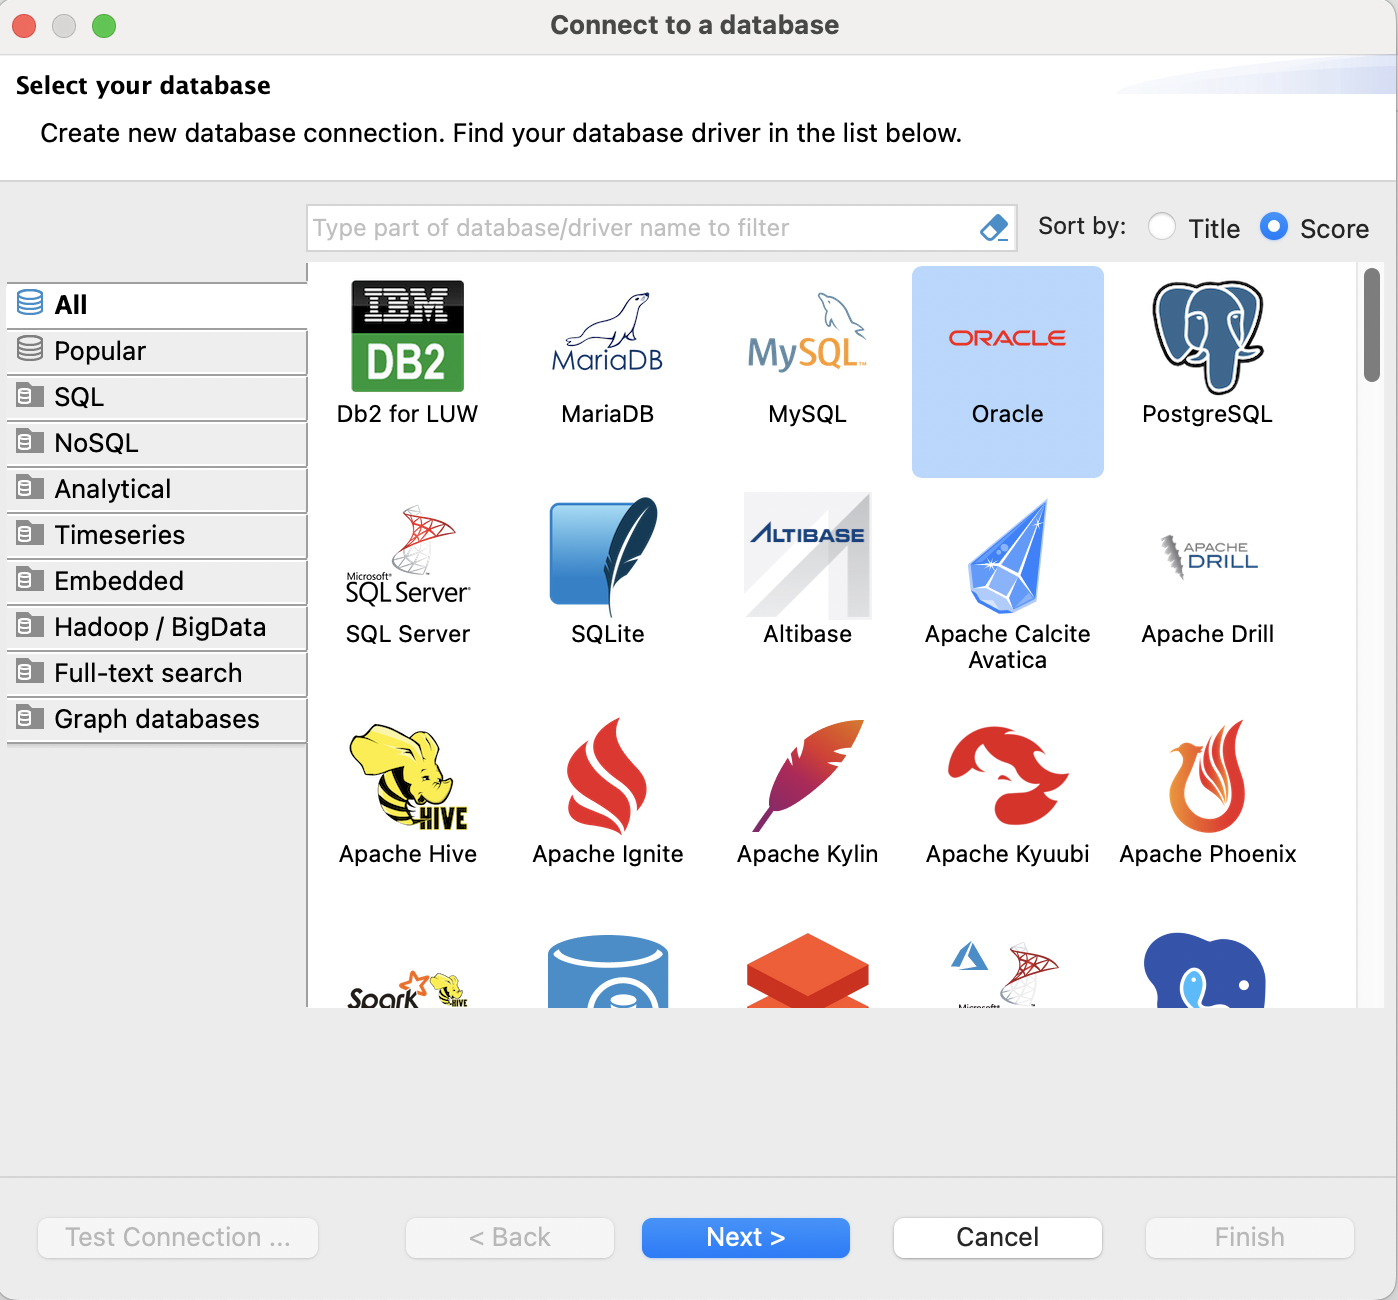 Connect to a database
Select your database
Create new database connection. Find your database driver in the list below.
Type part of database/driver name to filter
Sort by:
Title
Score
All
Popular
SQL
NoSQL
Analytical
Timeseries
Embedded
Hadoop / BigData
Full-text search
Graph databases
IBM
DB2
Db2 for LUW
MariaDB
MariaDB
MySQL™
MySQL
ORACLE
Oracle
PostgreSQL
Microsoft®
SQL Server®
SQL Server
SQLite
ALTIBASE
Altibase
Apache Calcite
Avatica
APACHE
DRILL
Apache Drill
HIVE
Apache Hive
Apache Ignite
Apache Kylin
Apache Kyuubi
Apache Phoenix
Spark
HIVE
Microsoft®
Test Connection ...
< Back
Next >
Cancel
Finish